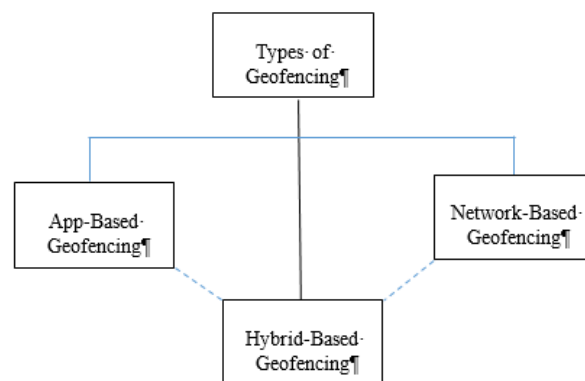 Types·of·
Geofencing¶
App-Based·
Geofencing¶
Network-Based·
Geofencing¶
Hybrid-Based·
Geofencing¶